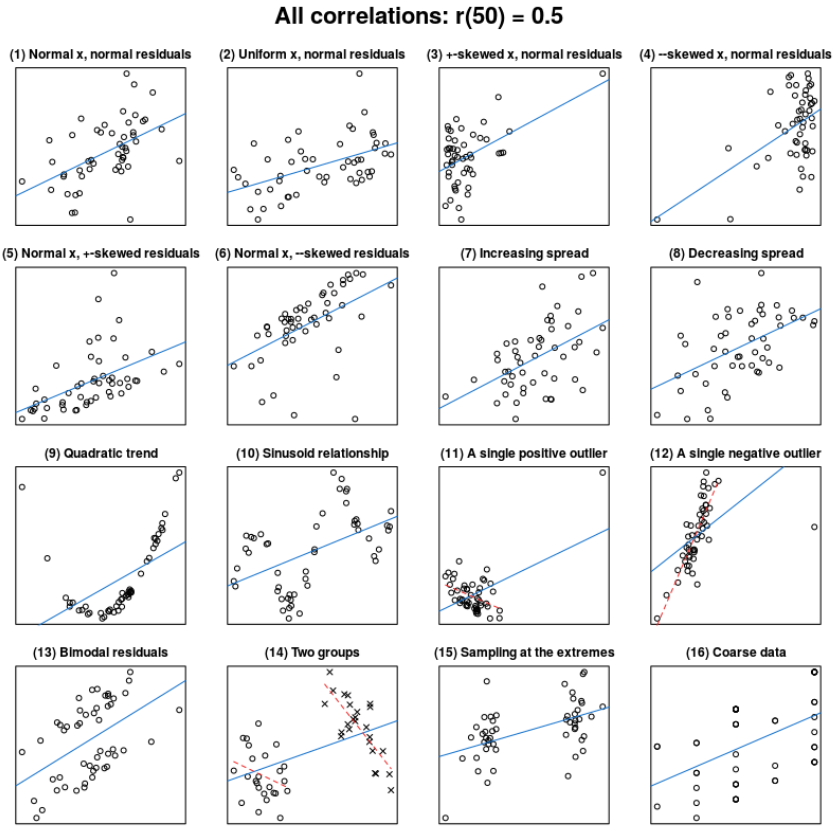 All correlations: r(50) = 0.5
(1) Normal x, normal residuals
(2) Uniform x, normal residuals
(3) +-skewed x, normal residuals
(4) --skewed x, normal residuals
(5) Normal x, +-skewed residuals
(6) Normal x, --skewed residuals
(7) Increasing spread
(8) Decreasing spread
(9) Quadratic trend
(10) Sinusoid relationship
(11) A single positive outlier
(12) A single negative outlier
(13) Bimodal residuals
(14) Two groups
(15) Sampling at the extremes
(16) Coarse data